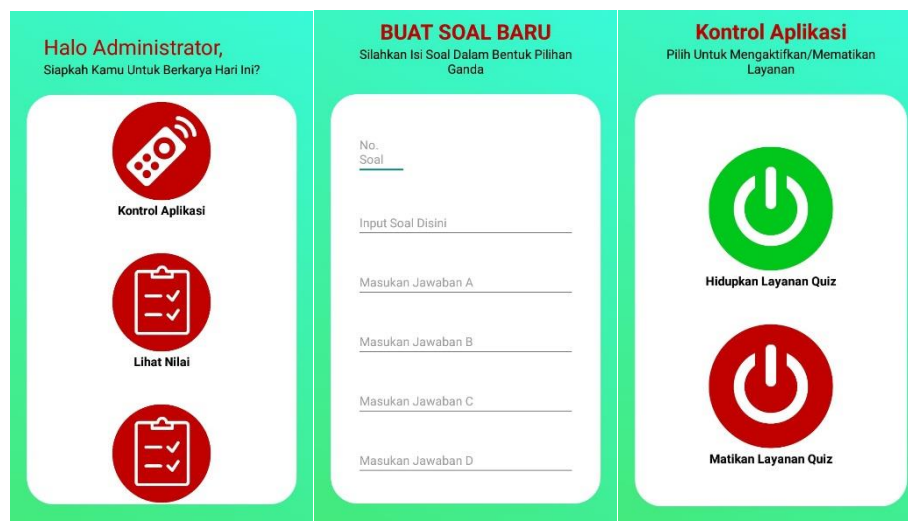 Halo Administrator,
Siapkah Kamu Untuk Berkarya Hari Ini?
Kontrol Aplikasi
Lihat Nilai
BUAT SOAL BARU
Silahkan Isi Soal Dalam Bentuk Pilihan
Ganda
No.
Soal
Input Soal Disini
Masukan Jawaban A
Masukan Jawaban B
Masukan Jawaban C
Masukan Jawaban D
Kontrol Aplikasi
Pilih Untuk Mengaktifkan/Mematikan
Layanan
Hidupkan Layanan Quiz
Matikan Layanan Quiz